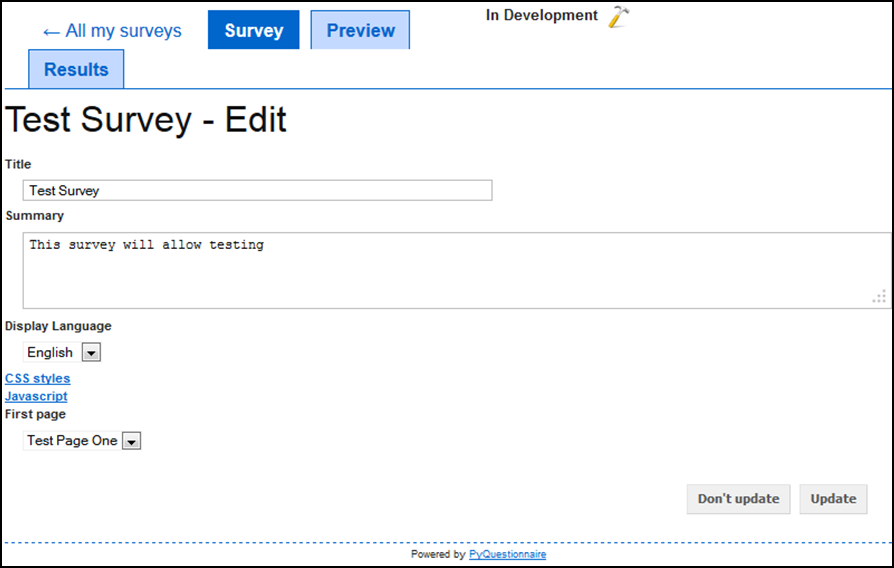 ← All my surveys Survey Preview In Development
Results
Test Survey - Edit
Title
Test Survey
Summary
This survey will allow testing
Display Language
English
CSS styles
Javascript
First page
Test Page One
Don't update Update
Powered by PyQuestionnaire